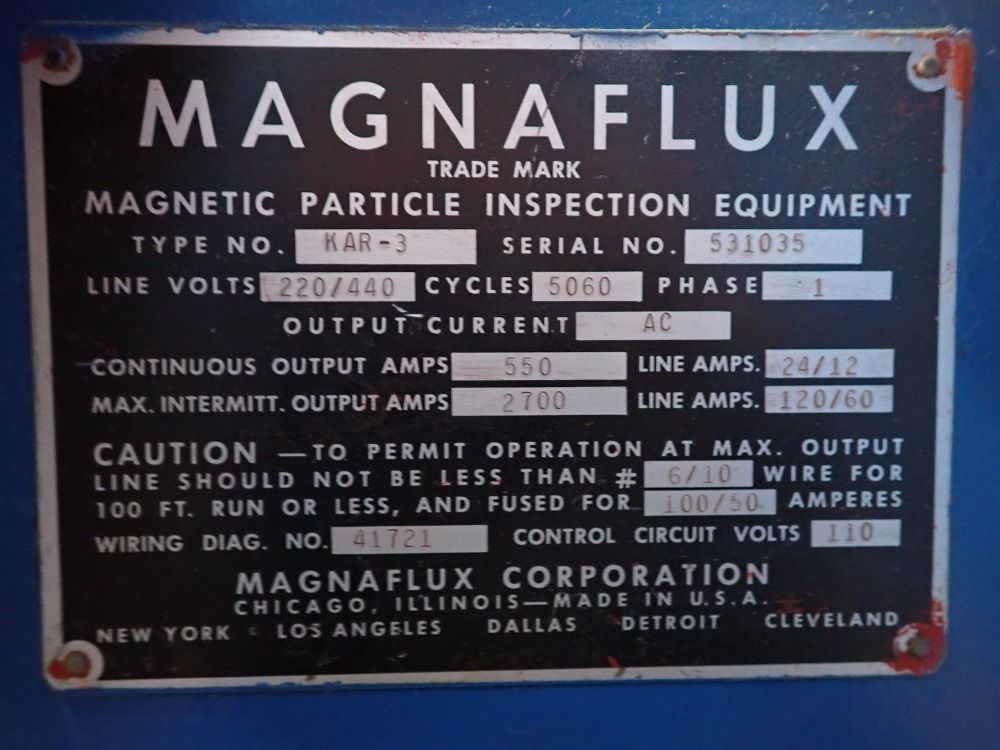 MAGNAFLUX
TRADE MARK
MAGNETIC PARTICLE INSPECTION EQUIPMENT
TYPE NO. KAR-3 SERIAL NO. 531035
LINE VOLTS 220/440 CYCLES 5060 PHASE 1
OUTPUT CURRENT AC
CONTINUOUS OUTPUT AMPS 550 LINE AMPS. 24/12
MAX. INTERMITT. OUTPUT AMPS 2700 LINE AMPS. 120/60
CAUTION — TO PERMIT OPERATION AT MAX. OUTPUT
LINE SHOULD NOT BE LESS THAN # 6/10 WIRE FOR
100 FT. RUN OR LESS, AND FUSED FOR 100/50 AMPERES
WIRING DIAG. NO. 41721 CONTROL CIRCUIT VOLTS 110
MAGNAFLUX CORPORATION
CHICAGO, ILLINOIS—MADE IN U.S.A.
NEW YORK LOS ANGELES DALLAS DETROIT CLEVELAND